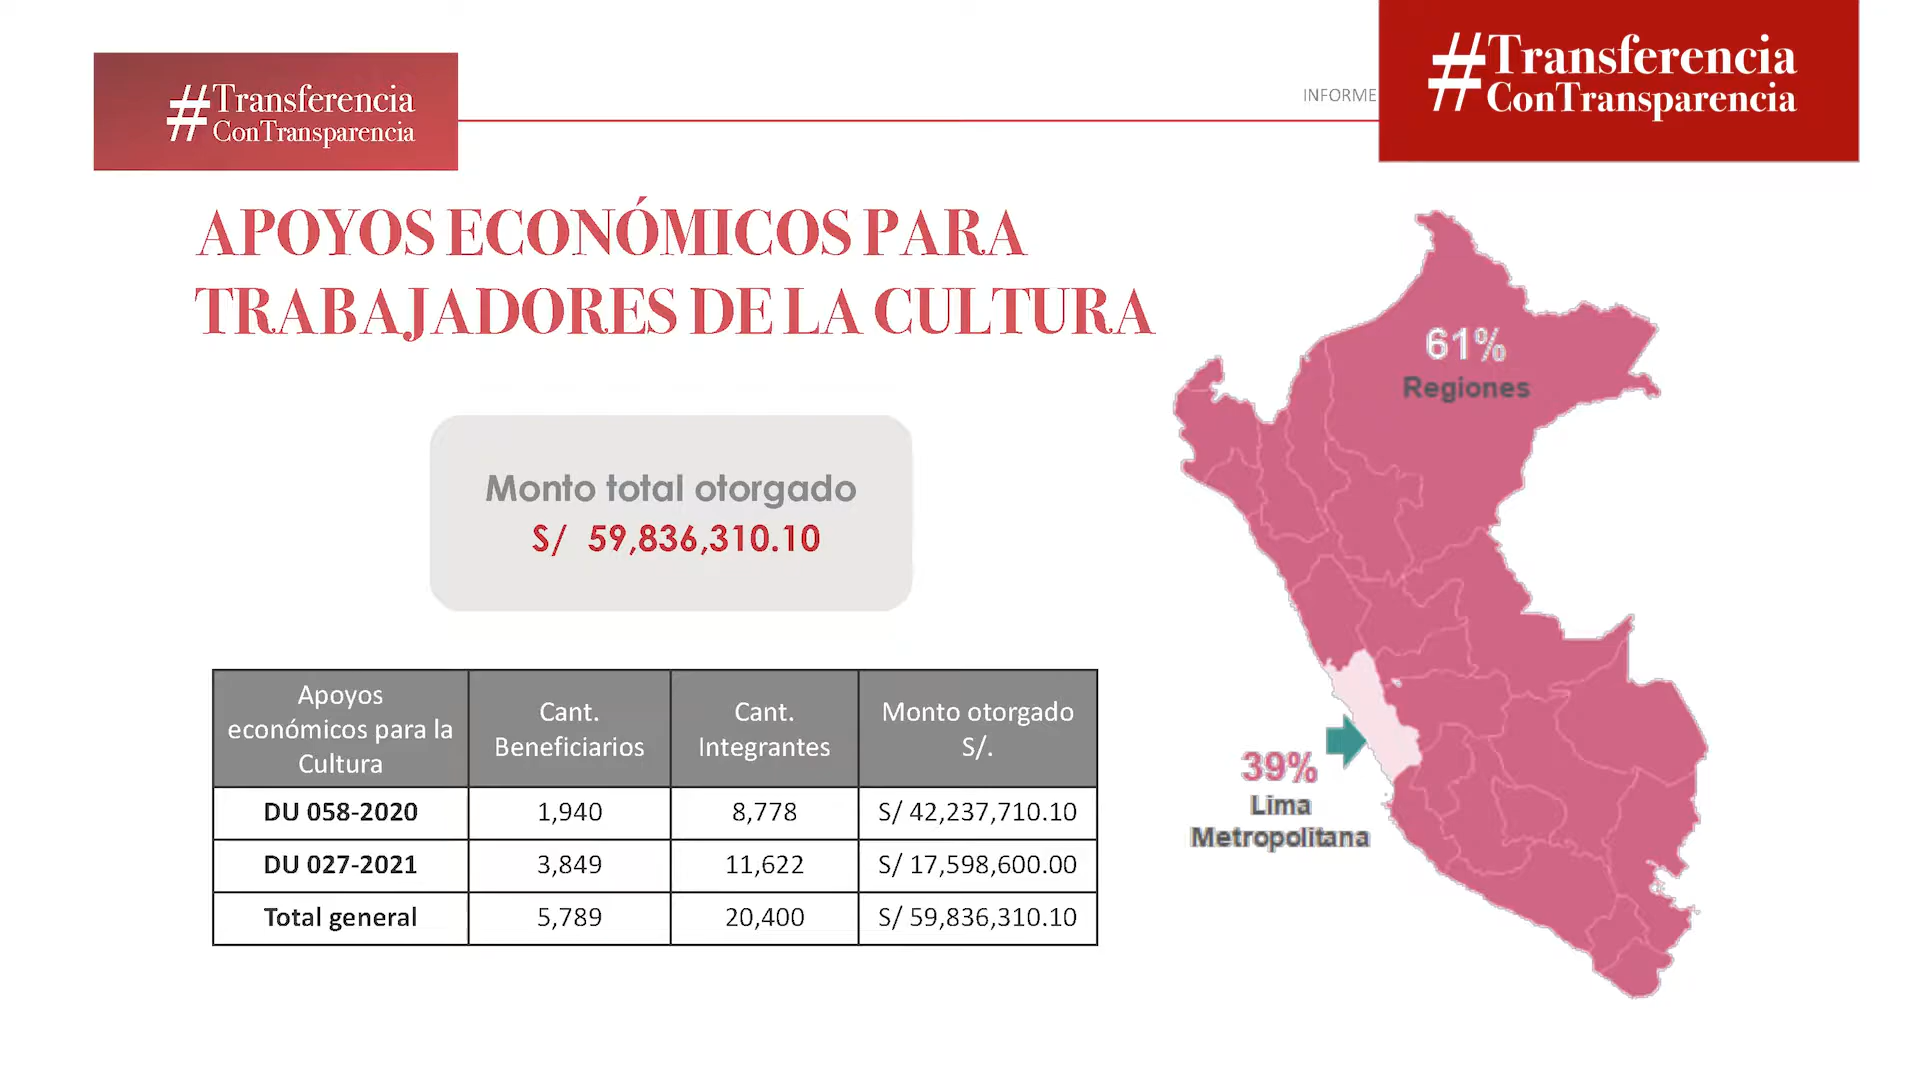 #Transferencia
ConTransparencia
INFORME
#Transferencia
ConTransparencia
APOYOS ECONÓMICOS PARA
TRABAJADORES DE LA CULTURA
Monto total otorgado
S/ 59,836,310.10
Apoyos
económicos para la
Cultura
Cant.
Beneficiarios
Cant.
Integrantes
Monto otorgado
S/.
DU 058-2020 1,940 8,778 S/ 42,237,710.10
DU 027-2021 3,849 11,622 S/ 17,598,600.00
Total general 5,789 20,400 S/ 59,836,310.10
61%
Regiones
39%
Lima
Metropolitana